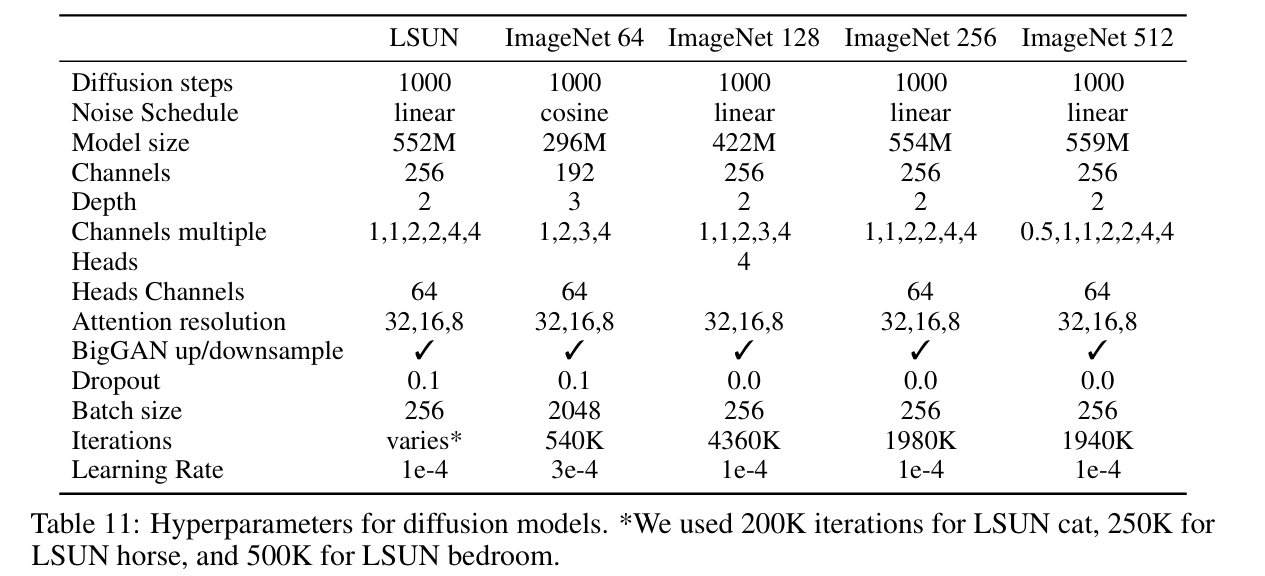 LSUN ImageNet 64 ImageNet 128 ImageNet 256 ImageNet 512
Diffusion steps 1000 1000 1000 1000 1000
Noise Schedule linear cosine linear linear linear
Model size 552M 296M 422M 554M 559M
Channels 256 192 256 256 256
Depth 2 3 2 2 2
Channels multiple 1,1,2,2,4,4 1,2,3,4 1,1,2,3,4 1,1,2,2,4,4 0.5,1,1,2,2,4,4
Heads 4
Heads Channels 64 64 64 64
Attention resolution 32,16,8 32,16,8 32,16,8 32,16,8 32,16,8
BigGAN up/downsample ✓ ✓ ✓ ✓ ✓
Dropout 0.1 0.1 0.0 0.0 0.0
Batch size 256 2048 256 256 256
Iterations varies* 540K 4360K 1980K 1940K
Learning Rate 1e-4 3e-4 1e-4 1e-4 1e-4
Table 11: Hyperparameters for diffusion models. *We used 200K iterations for LSUN cat, 250K for
LSUN horse, and 500K for LSUN bedroom.